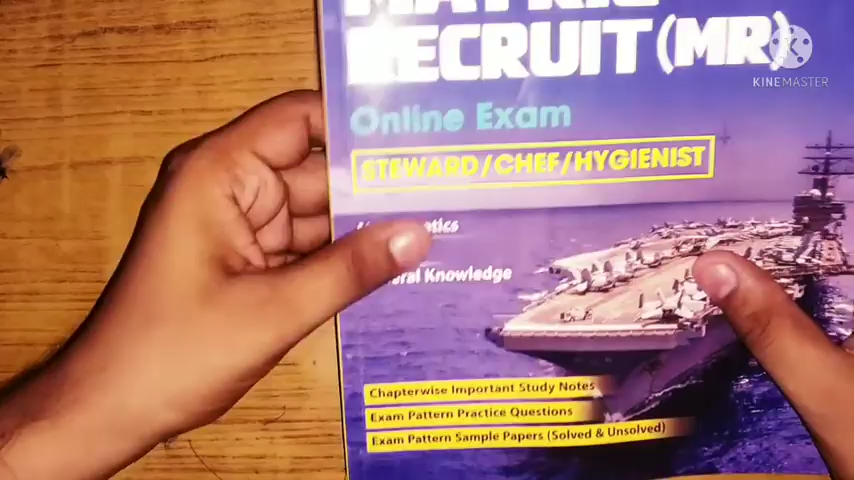 MATRIC
RECRUIT (MR)
KINEMASTER
Online Exam
STEWARD/CHEF/HYGIENIST
Knowledge
Chapterwise Important Study Notes
Exam Pattern Practice Questions
Exam Pattern Sample Papers (Solved & Unsolved)